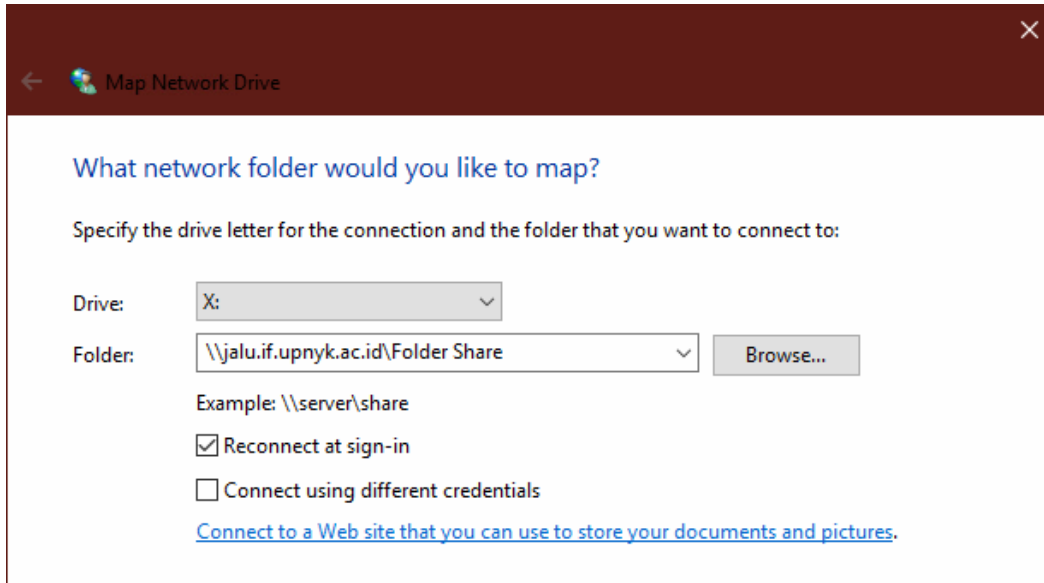 Map Network Drive
What network folder would you like to map?
Specify the drive letter for the connection and the folder that you want to connect to:
Drive: X:
Folder: \\jalu.if.upnyk.ac.id\Folder Share Browse...
Example: \\server\share
Reconnect at sign-in
Connect using different credentials
Connect to a Web site that you can use to store your documents and pictures.